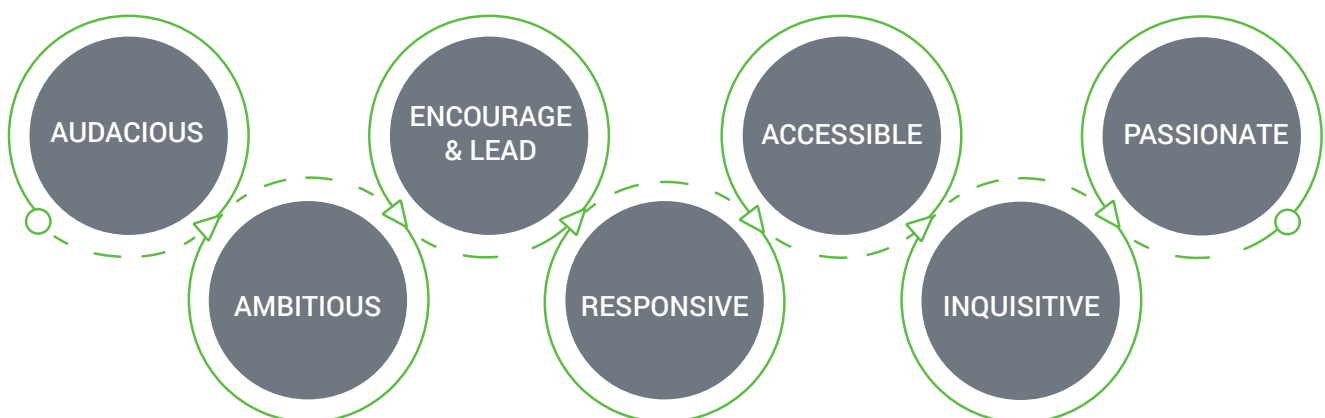 AUDACIOUS
AMBITIOUS
ENCOURAGE
& LEAD
RESPONSIVE
ACCESSIBLE
INQUISITIVE
PASSIONATE